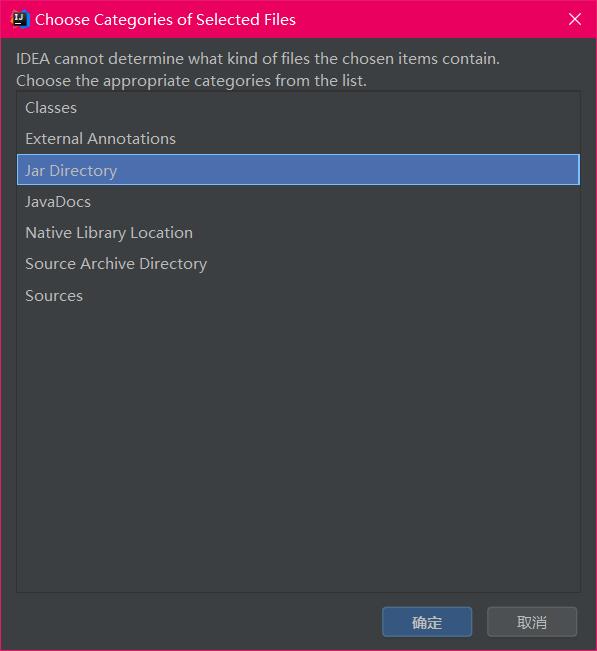 Choose Categories of Selected Files
IDEA cannot determine what kind of files the chosen items contain.
Choose the appropriate categories from the list.
Classes
External Annotations
Jar Directory
JavaDocs
Native Library Location
Source Archive Directory
Sources
确定 取消